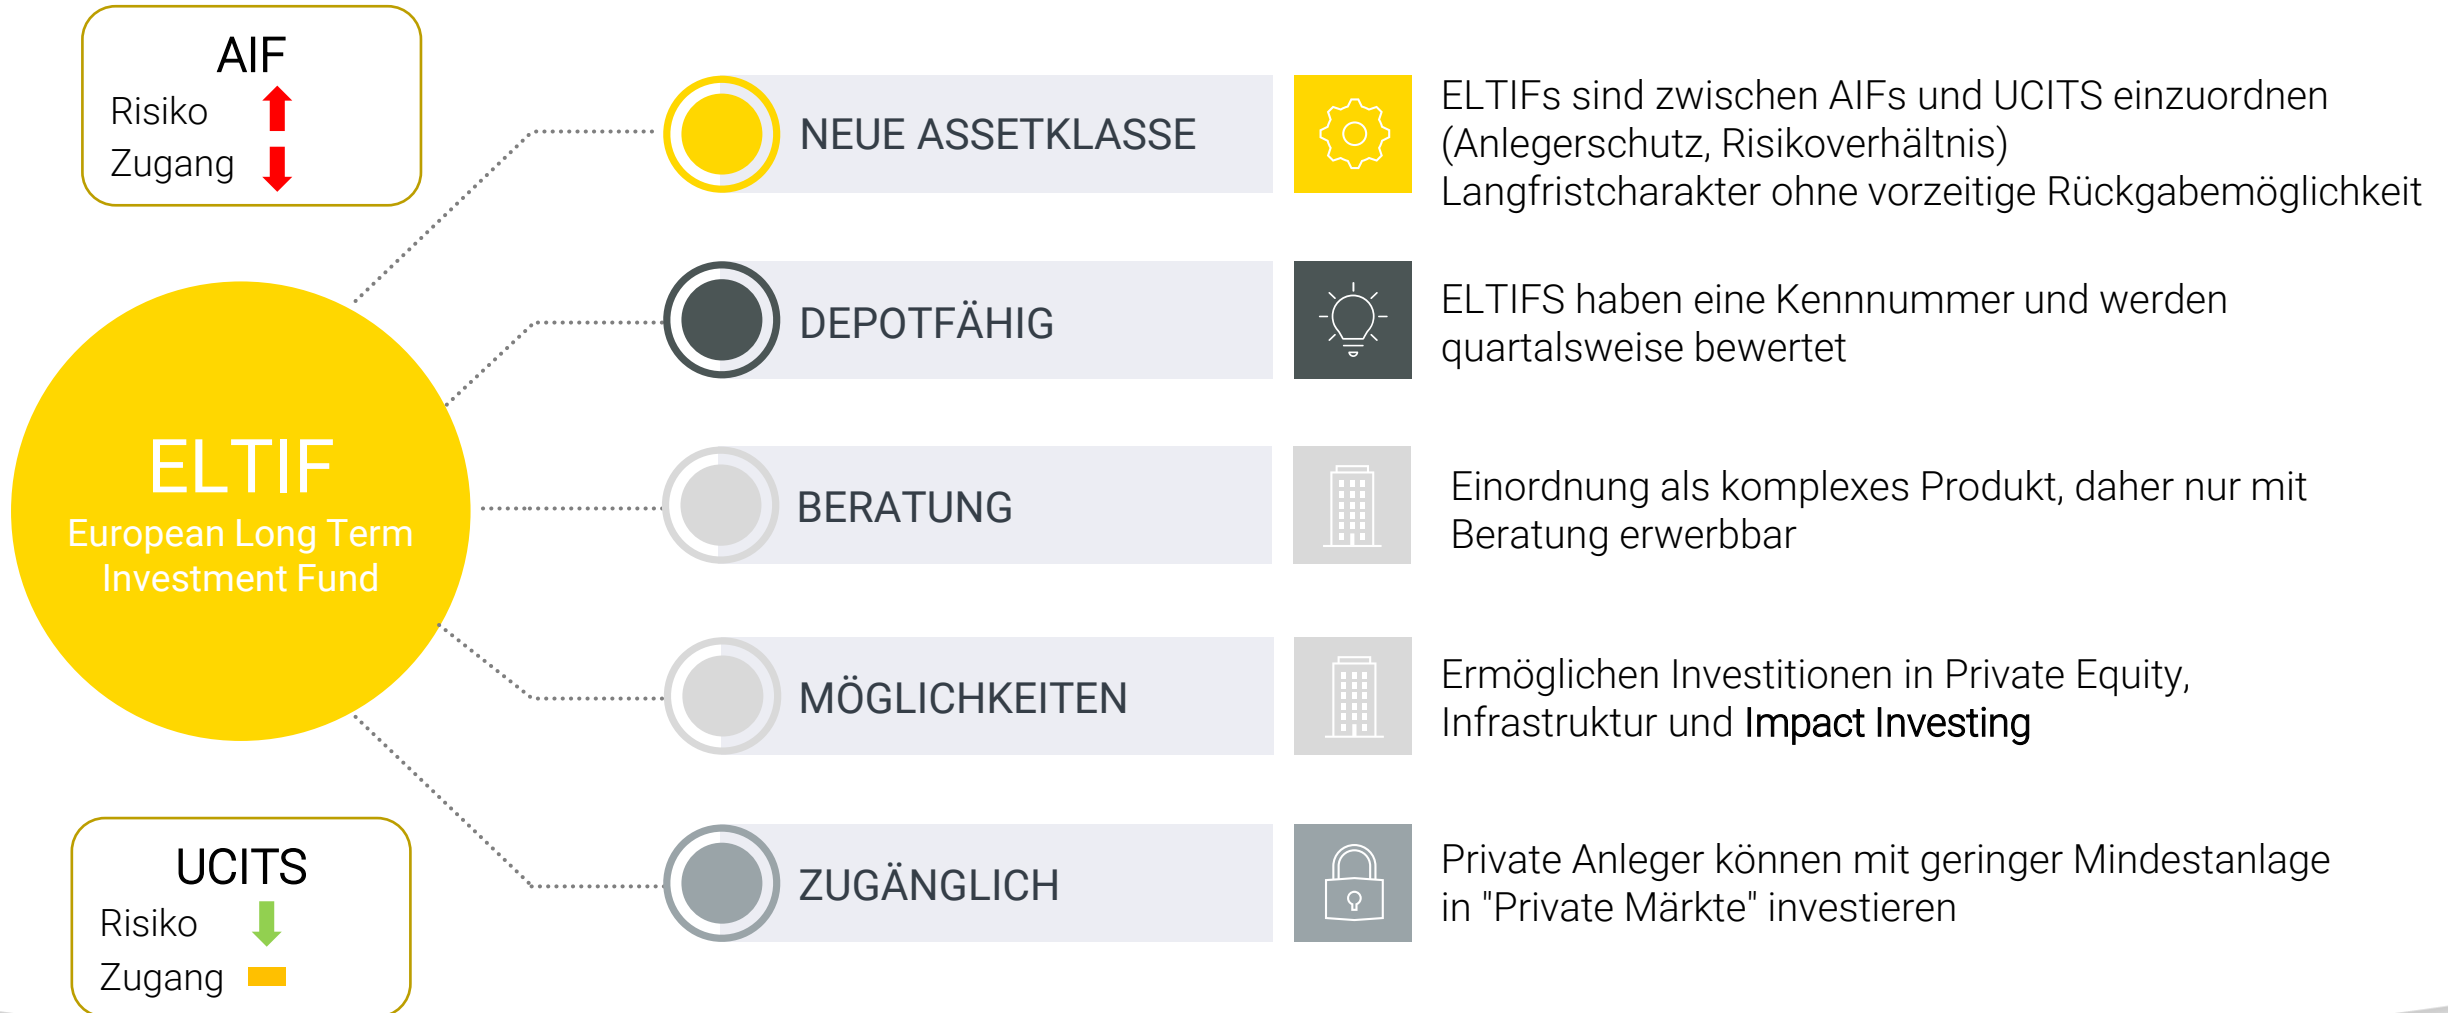 AIF
Risiko
Zugang
ELTIF
European Long Term
Investment Fund
UCITS
Risiko
Zugang
NEUE ASSETKLASSE
ELTIFs sind zwischen AIFs und UCITS einzuordnen
(Anlegerschutz, Risikoverhältnis)
Langfristcharakter ohne vorzeitige Rückgabemöglichkeit
DEPOTFÄHIG
ELTIFS haben eine Kennnummer und werden
quartalsweise bewertet
BERATUNG
Einordnung als komplexes Produkt, daher nur mit
Beratung erwerbbar
MÖGLICHKEITEN
Ermöglichen Investitionen in Private Equity,
Infrastruktur und Impact Investing
ZUGÄNGLICH
Private Anleger können mit geringer Mindestanlage
in "Private Märkte" investieren